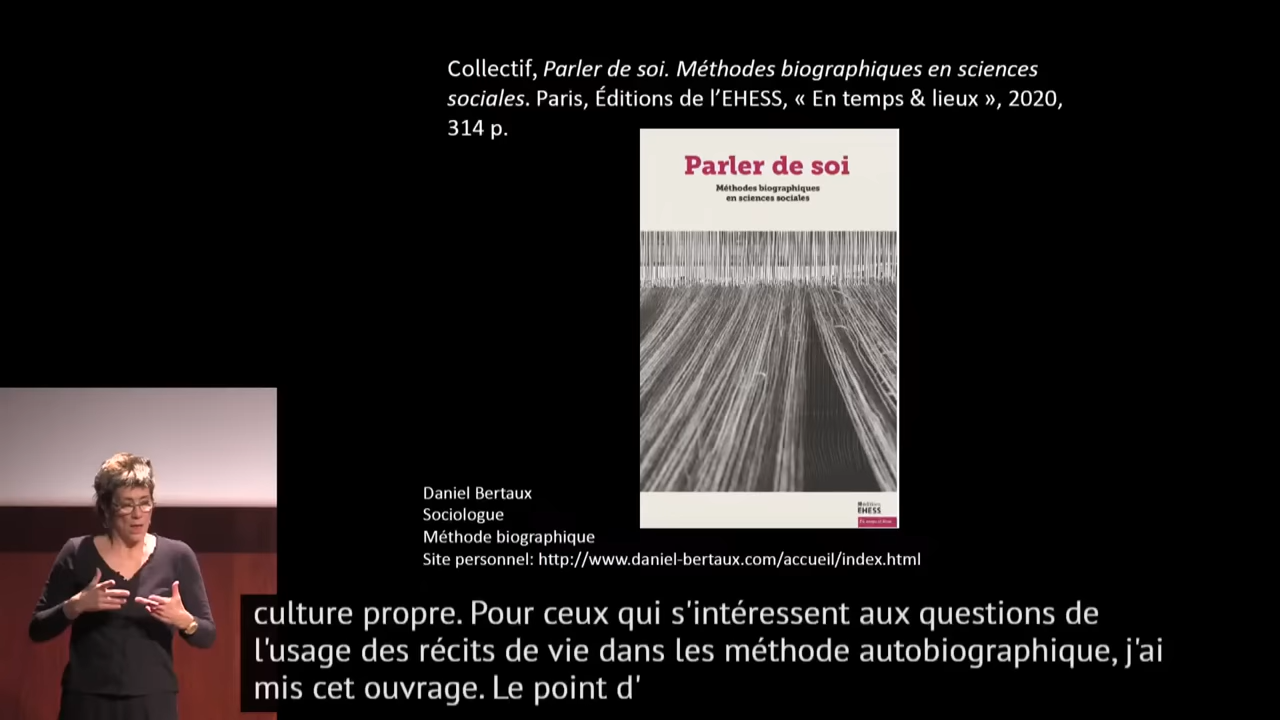 Collectif, Parler de soi. Méthodes biographiques en sciences
sociales. Paris, Éditions de l’EHESS, « En temps & lieux », 2020,
314 p.
Parler de soi
Méthodes biographiques
en sciences sociales
éditions
EHESS
Daniel Bertaux
Sociologue
Méthode biographique
Site personnel: http://www.daniel-bertaux.com/accueil/index.html
culture propre. Pour ceux qui s'intéressent aux questions de
l'usage des récits de vie dans les méthode autobiographique, j'ai
mis cet ouvrage. Le point d'